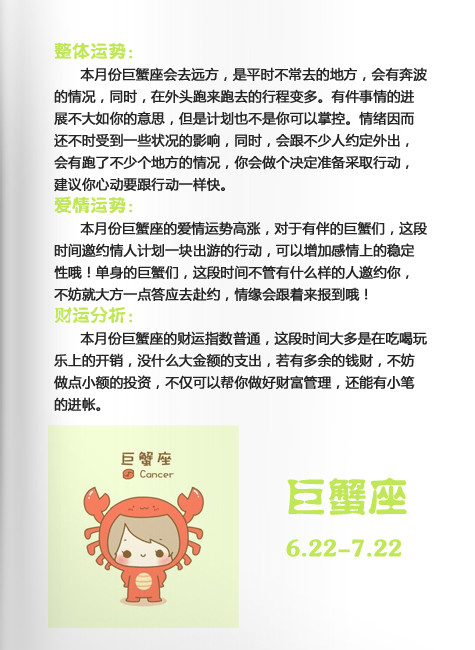 整体运势：
本月份巨蟹座会去远方，是平时不常去的地方，会有奔波
的情况，同时，在外头跑来跑去的行程变多。有件事情的进
展不大如你的意思，但是计划也不是你可以掌控。情绪因而
还不时受到一些状况的影响，同时，会跟不少人约定外出，
会有跑了不少个地方的情况，你会做个决定准备采取行动，
建议你心动要跟行动一样快。
爱情运势：
本月份巨蟹座的爱情运势高涨，对于有伴的巨蟹们，这段
时间邀约情人计划一块出游的行动，可以增加感情上的稳定
性哦！单身的巨蟹们，这段时间不管有什么样的人邀约你，
不妨就大方一点答应去赴约，情缘会跟着来报到哦！
财运分析：
本月份巨蟹座的财运指数普通，这段时间大多是在吃喝玩
乐上的开销，没什么大金额的支出，若有多余的钱财，不妨
做点小额的投资，不仅可以帮你做好财富管理，还能有小笔
的进帐。
巨蟹座
Cancer
巨蟹座
6.22-7.22